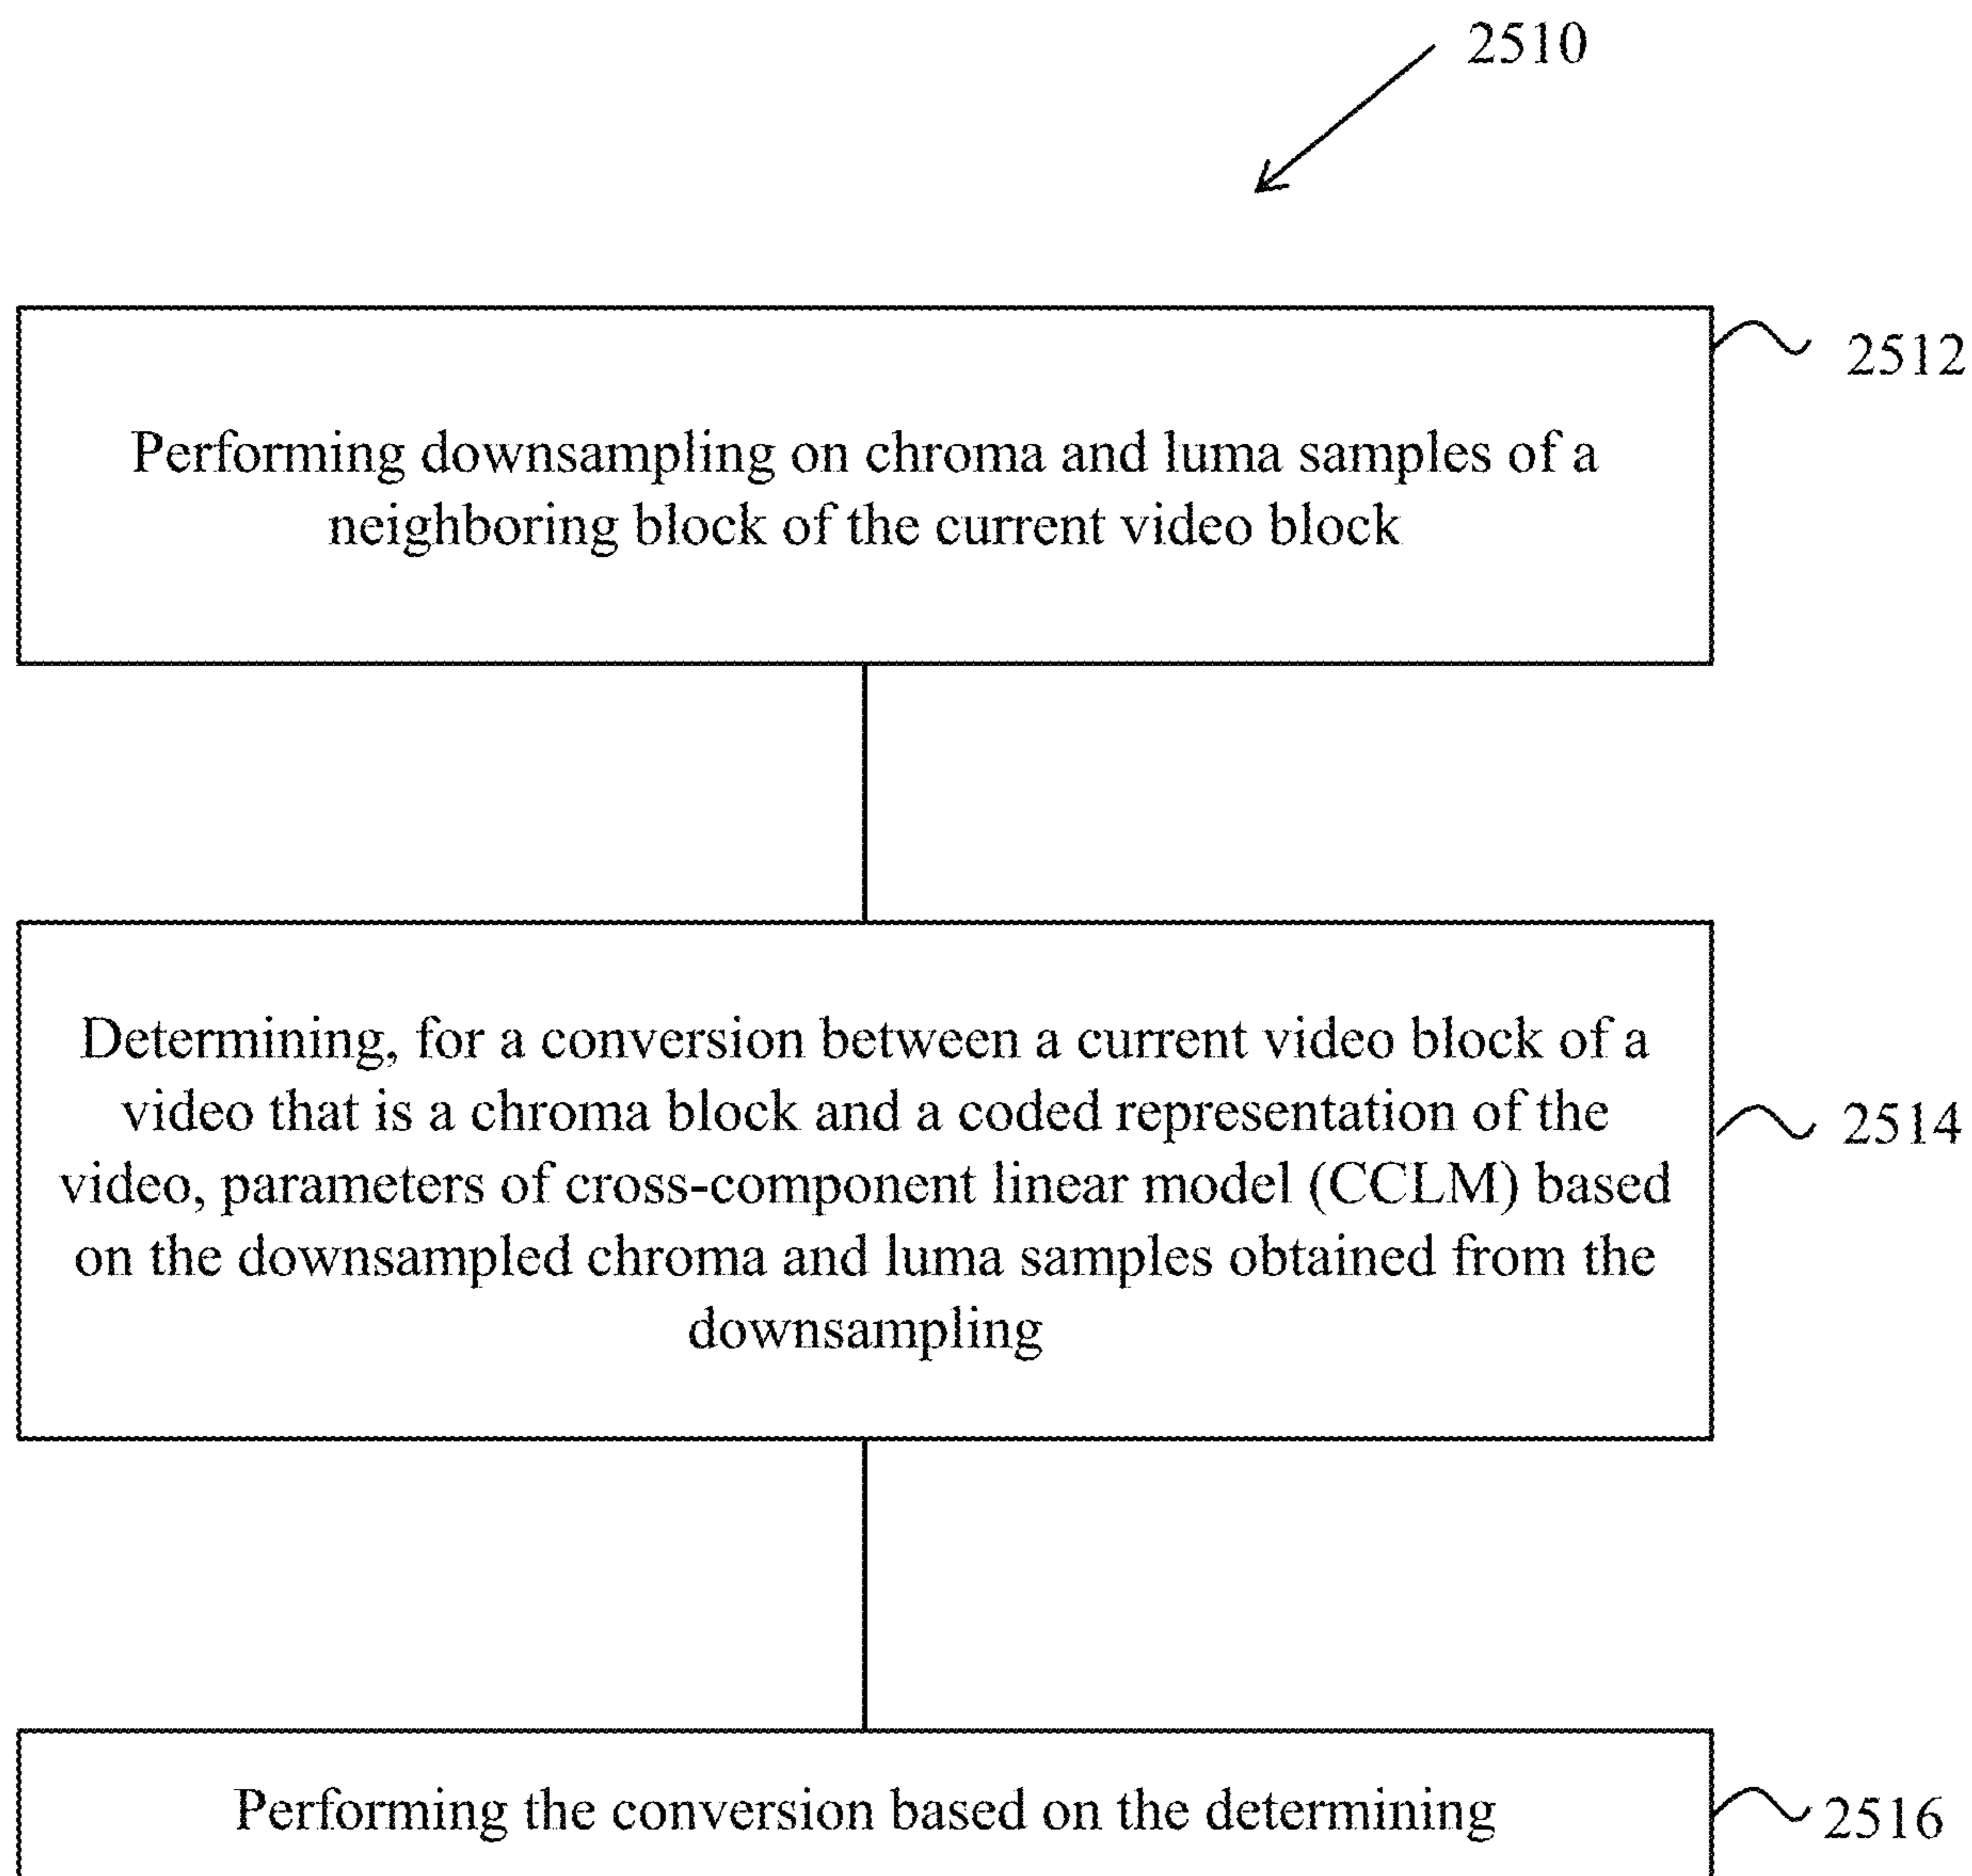 2510
2512
Performing downsampling on chroma and luma samples of a
neighboring block of the current video block
Determining, for a conversion between a current video block of a
video that is a chroma block and a coded representation of the
video, parameters of cross-component linear model (CCLM) based
on the downsampled chroma and luma samples obtained from the
downsampling
2514
Performing the conversion based on the determining
2516